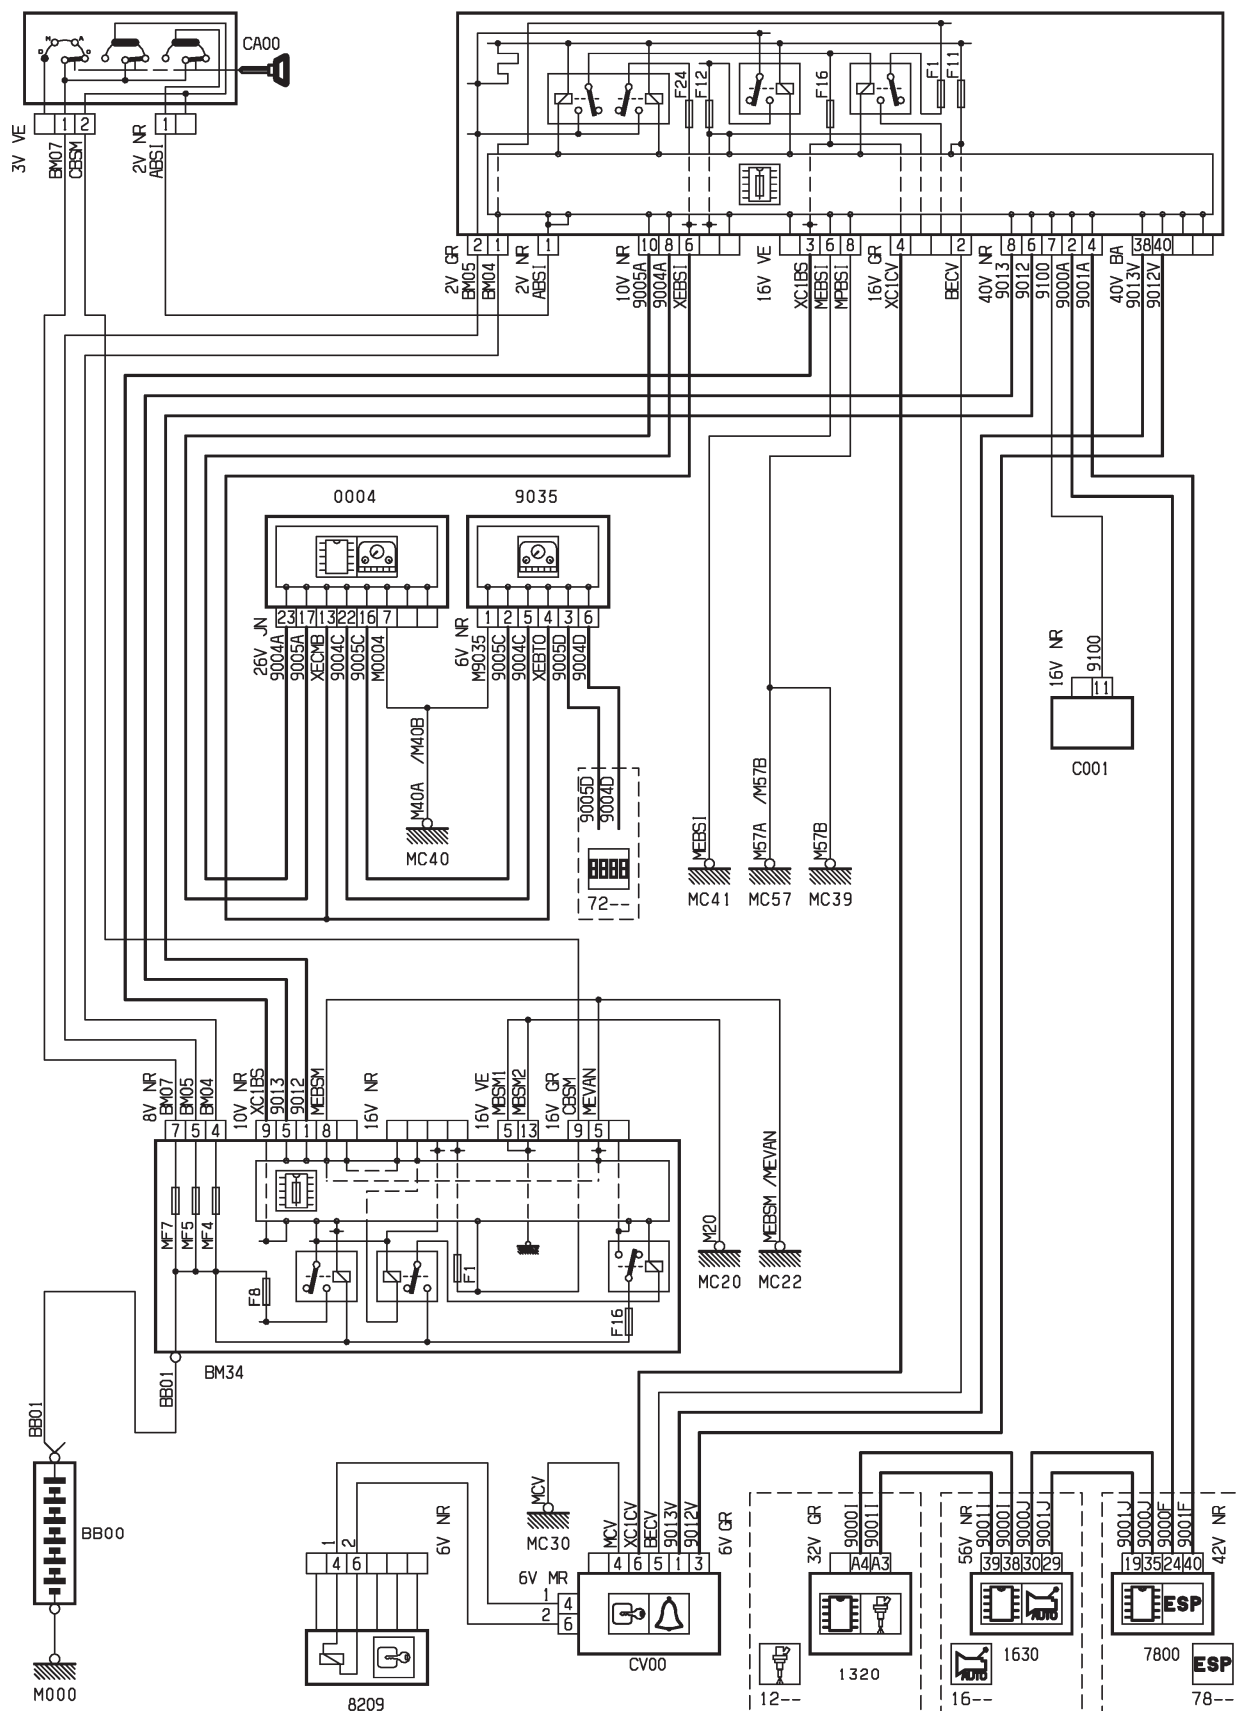 N A
D
CA00
3V VE
1 2
BM07
CBSM
2V NR
1
ABSI
F24
F12
F16
F1
F11
2V GR
2 1
BM05
BM04
2V NR
1
ABSI
10V NR
10 8 6
9005A
9004A
XEBSI
16V VE
3 6 8
XC1BS
MEBSI
MPBSI
16V GR
4
XC1CV
2
BECV
40V NR
8 6 7 2 4
9013
9012
9100
9000A
9001A
40V BA
38 40
9013V
9012V
0004
9035
26V JN
23 17 13 22 16 7
9004A
9005A
XECMB
9004C
9005C
M0004
6V NR
1 2 5 4 3 6
M9035
9005C
9004C
XEBTO
9005D
9004D
M40A /M40B
MC40
9005D
9004D
8888
72--
MEBSI
MC41
M57A /M57B
MC57
M57B
MC39
16V NR
9100
11
C001
8V NR
BM07
BM05
BM04
7 5 4
10V NR
XC1BS
9013
9012
MEBSM
9 5 1 8
16V NR
16V VE
MBSM1
MBSM2
5 13
16V GR
CBSM
MEVAN
9 5
MF7
MF5
MF4
F8
F1
F16
M20
MC20
MEBSM /MEVAN
MC22
BM34
BB01
BB01
BB00
M000
1
2
6V NR
4 6
8209
MCV
MC30
MCV
XC1CV
BECV
9013V
9012V
6V GR
4 6 5 1 3
6V MR
1 4
2 6
CV00
32V GR
9000I
9001I
A4 A3
1320
12--
56V NR
9001I
9000I
9000J
9001J
39 38 30 29
AUTO
1630
AUTO
16--
9001J
9000J
9000F
9001F
42V NR
19 35 24 40
ESP
7800
ESP
78--